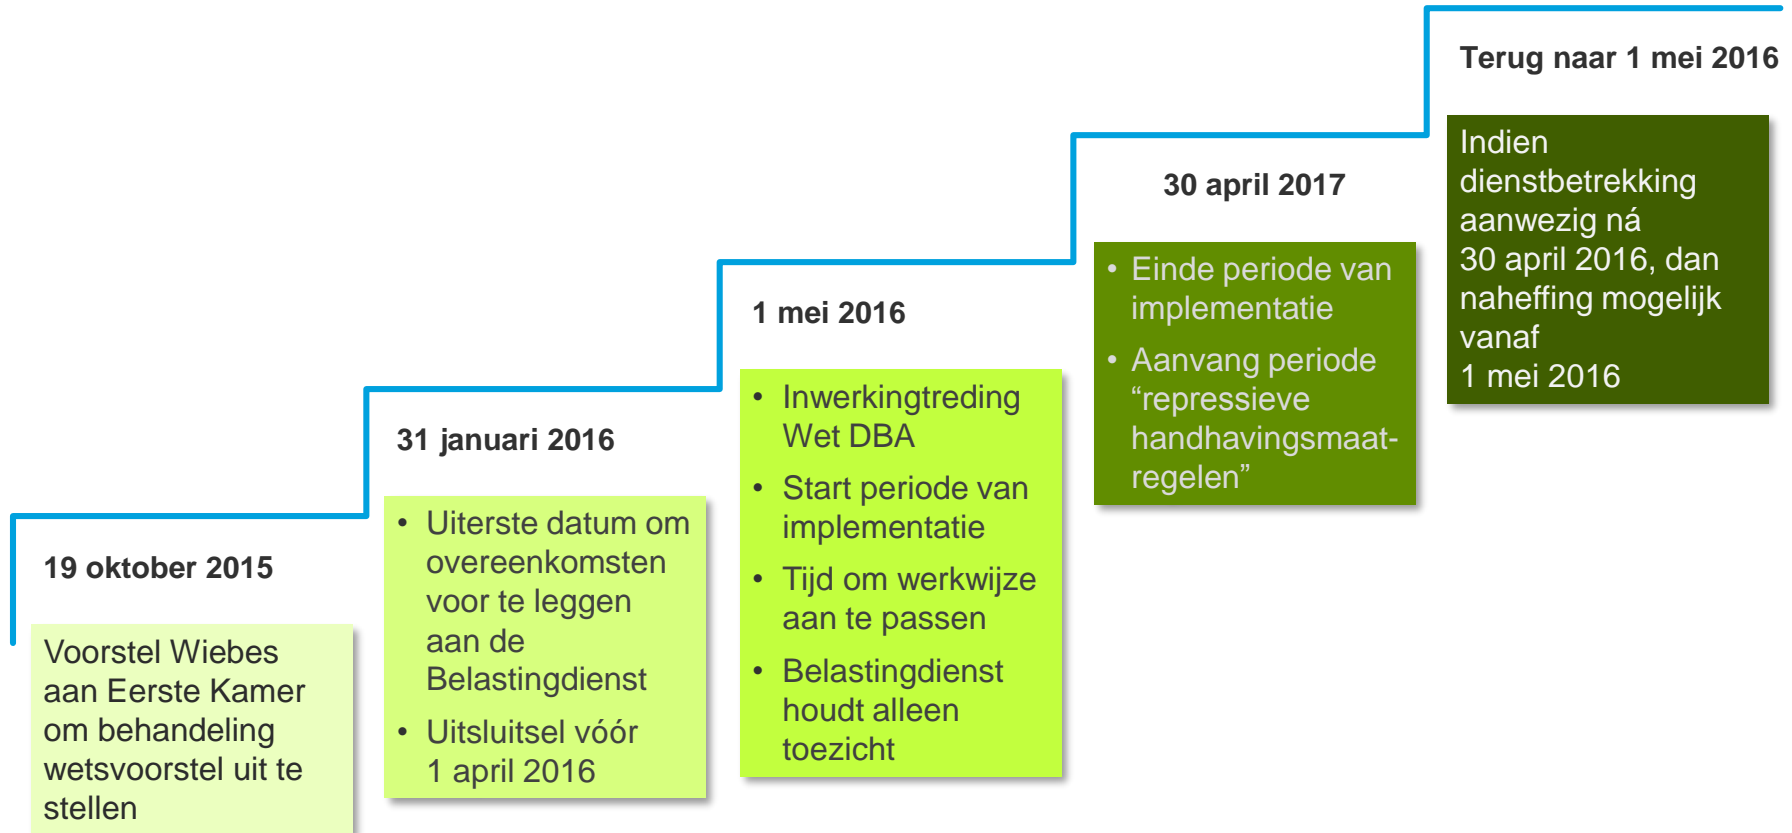 19 oktober 2015
Voorstel Wiebes
aan Eerste Kamer
om behandeling
wetsvoorstel uit te
stellen
31 januari 2016
• Uiterste datum om
overeenkomsten
voor te leggen
aan de
Belastingdienst
• Uitsluitsel vóór
1 april 2016
1 mei 2016
• Inwerkingtreding
Wet DBA
• Start periode van
implementatie
• Tijd om werkwijze
aan te passen
• Belastingdienst
houdt alleen
toezicht
30 april 2017
• Einde periode van
implementatie
• Aanvang periode
“repressieve
handhavingsmaat-
regelen”
Terug naar 1 mei 2016
Indien
dienstbetrekking
aanwezig ná
30 april 2016, dan
naheffing mogelijk
vanaf
1 mei 2016